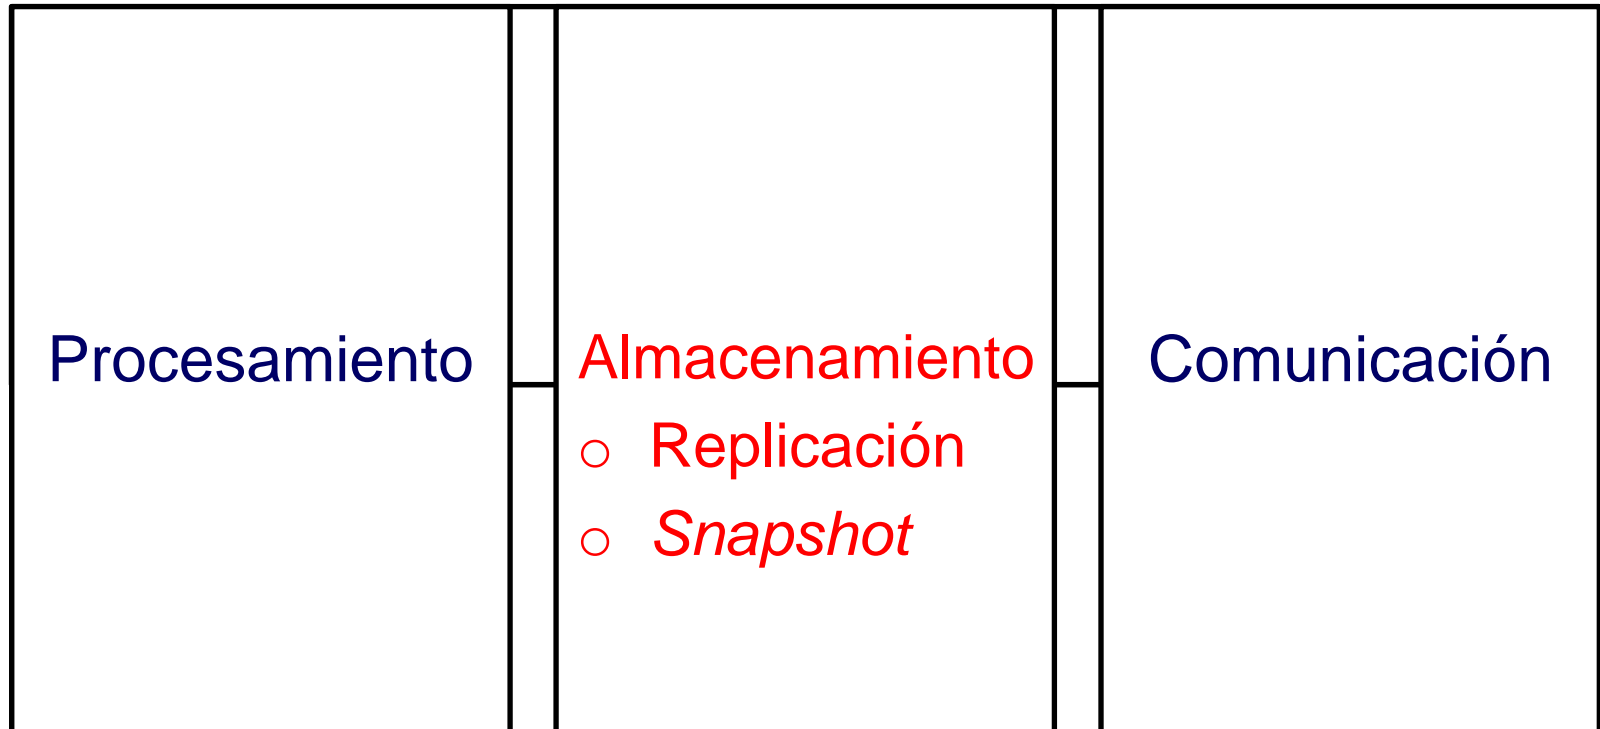 Procesamiento
Almacenamiento
o Replicación
o Snapshot
Comunicación